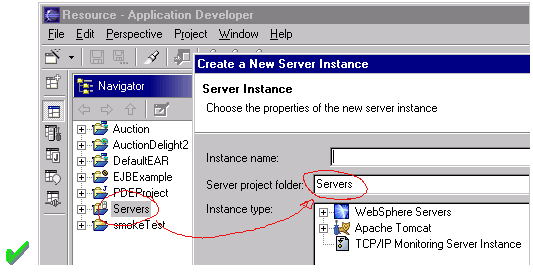 Resource - Application Developer
File Edit Perspective Project Window Help
Create a New Server Instance
Navigator
Server Instance
Choose the properties of the new server instance
Auction
AuctionDelight2
DefaultEAR
EJBExample
PDEProject
Servers
smokeTest
Instance name:
Server project folder: Servers
Instance type:
WebSphere Servers
Apache Tomcat
TCP/IP Monitoring Server Instance